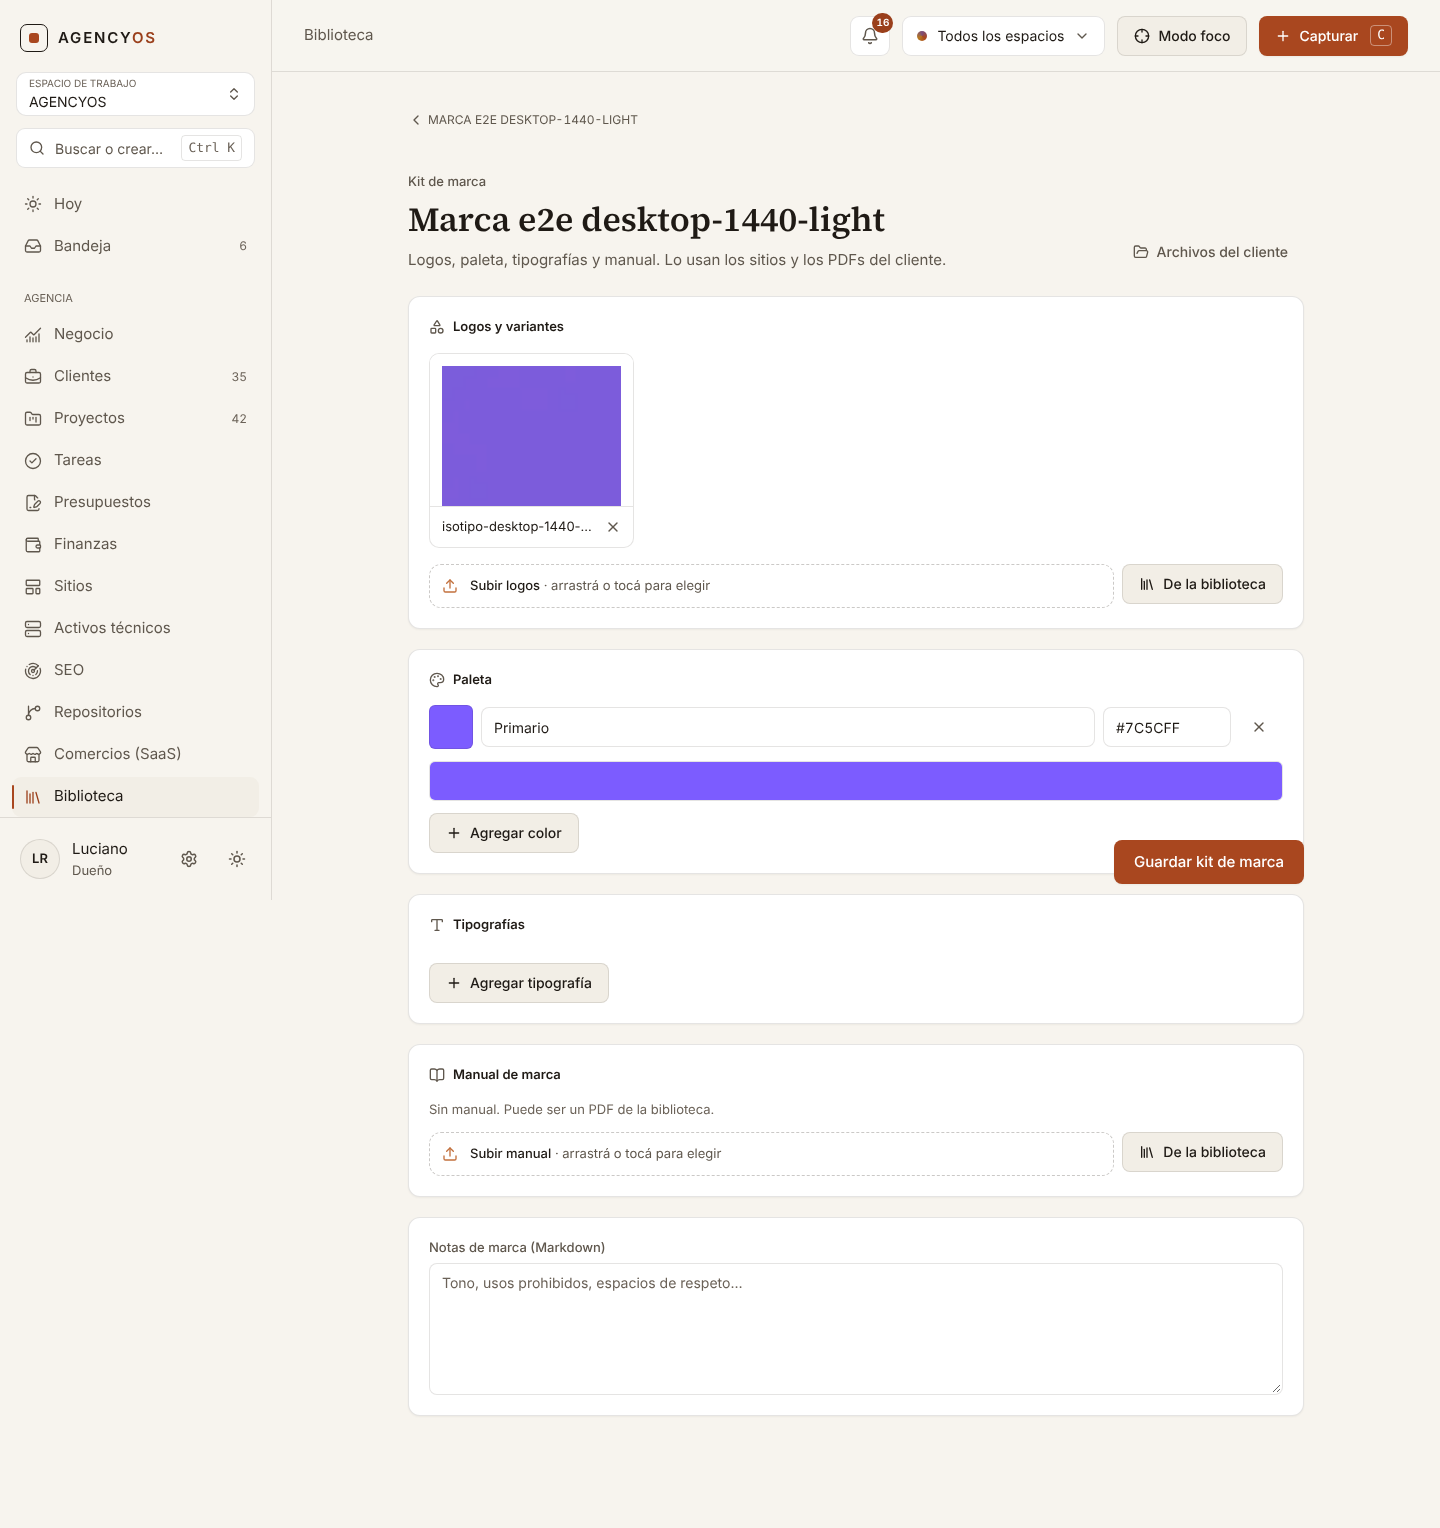 AGENCYOS
ESPACIO DE TRABAJO
AGENCYOS
Buscar o crear... Ctrl K
Hoy
Bandeja 6
AGENCIA
Negocio
Clientes 35
Proyectos 42
Tareas
Presupuestos
Finanzas
Sitios
Activos técnicos
SEO
Repositorios
Comercios (SaaS)
Biblioteca
LR
Luciano
Dueño
Biblioteca
16
Todos los espacios
Modo foco
Capturar C
MARCA E2E DESKTOP-1440-LIGHT
Kit de marca
Marca e2e desktop-1440-light
Logos, paleta, tipografías y manual. Lo usan los sitios y los PDFs del cliente.
Archivos del cliente
Logos y variantes
isotipo-desktop-1440-...
Subir logos · arrastrá o tocá para elegir
De la biblioteca
Paleta
Primario
#7C5CFF
Agregar color
Guardar kit de marca
Tipografías
Agregar tipografía
Manual de marca
Sin manual. Puede ser un PDF de la biblioteca.
Subir manual · arrastrá o tocá para elegir
De la biblioteca
Notas de marca (Markdown)
Tono, usos prohibidos, espacios de respeto...